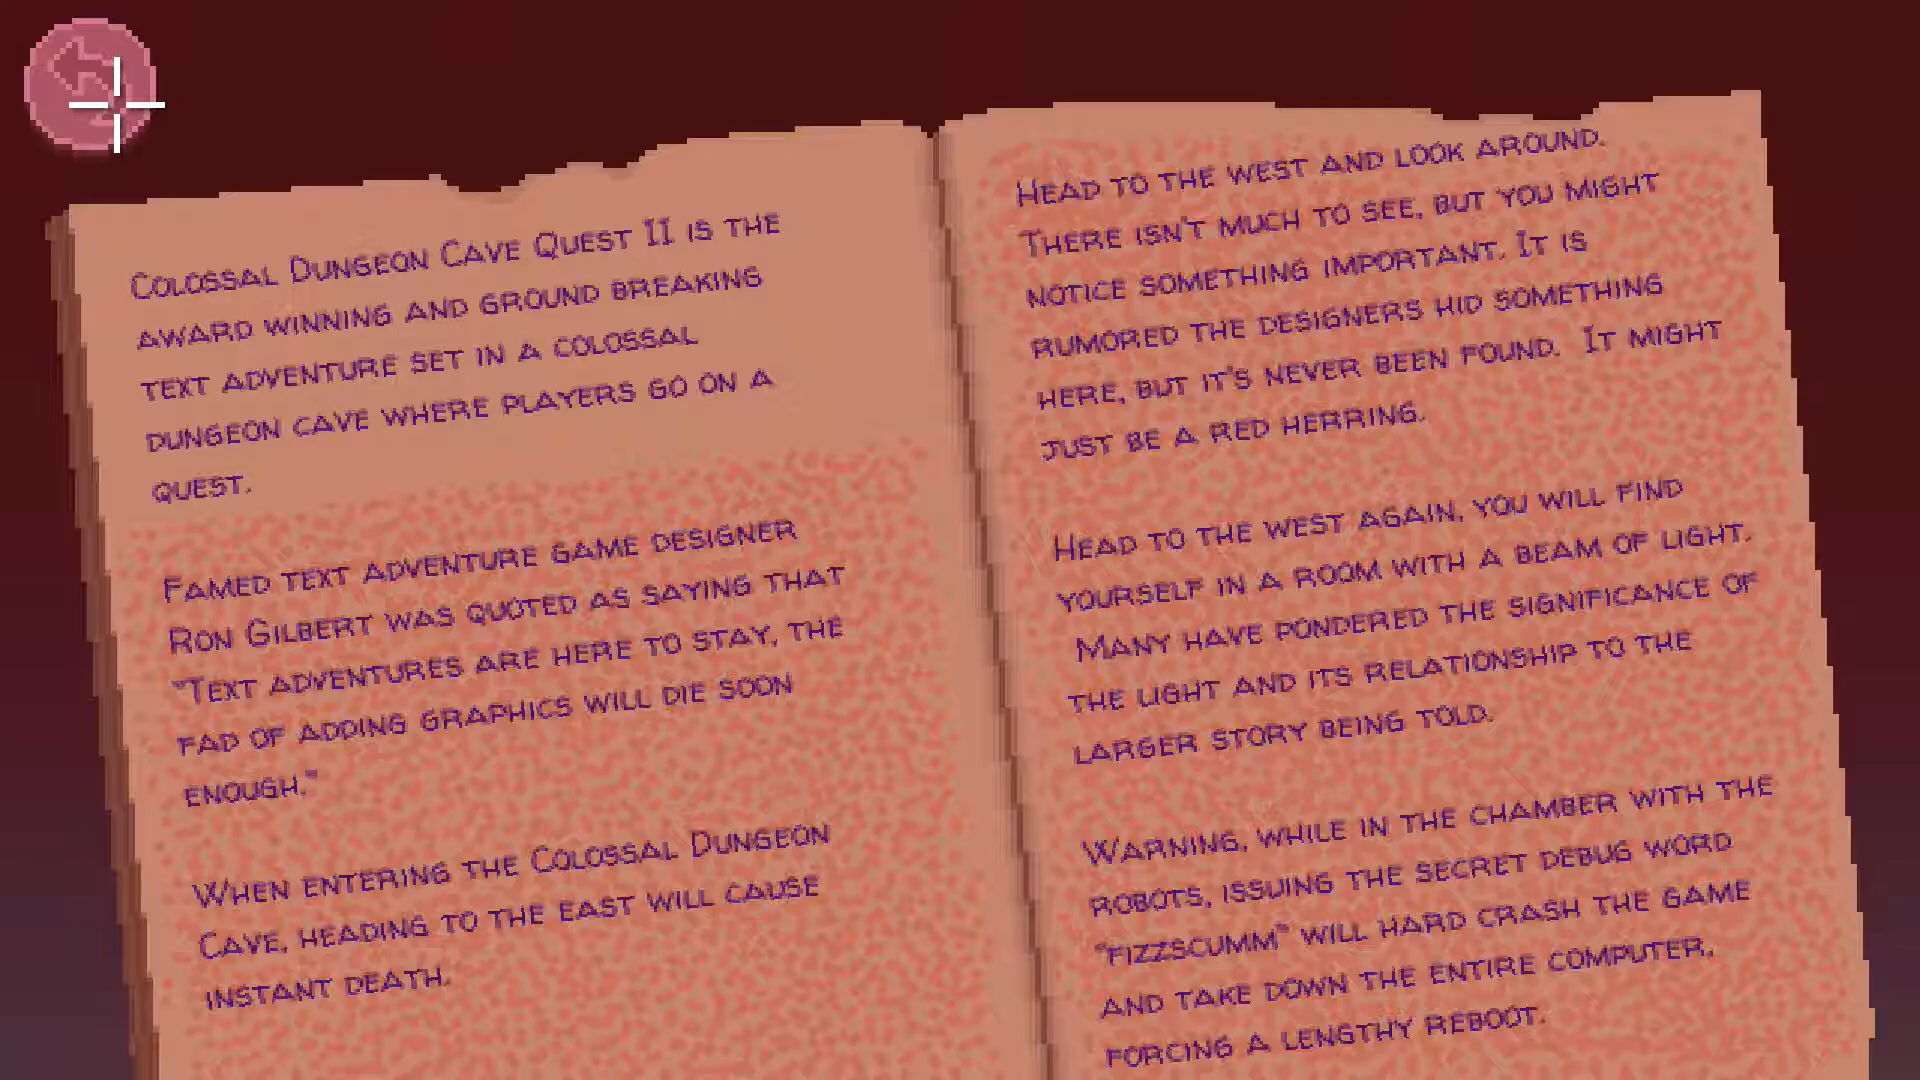 Colossal Dungeon Cave Quest II is the
award winning and ground breaking
text adventure set in a colossal
dungeon cave where players go on a
quest.
Famed text adventure game designer
Ron Gilbert was quoted as saying that
"Text adventures are here to stay, the
fad of adding graphics will die soon
enough."
When entering the Colossal Dungeon
Cave, heading to the east will cause
instant death.
Head to the west and look around.
There isn't much to see, but you might
notice something important. It is
rumored the designers hid something
here, but it's never been found. It might
just be a red herring.
Head to the west again, you will find
yourself in a room with a beam of light.
Many have pondered the significance of
the light and its relationship to the
larger story being told.
Warning, while in the chamber with the
robots, issuing the secret debug word
"fizzscumm" will hard crash the game
and take down the entire computer,
forcing a lengthy reboot.